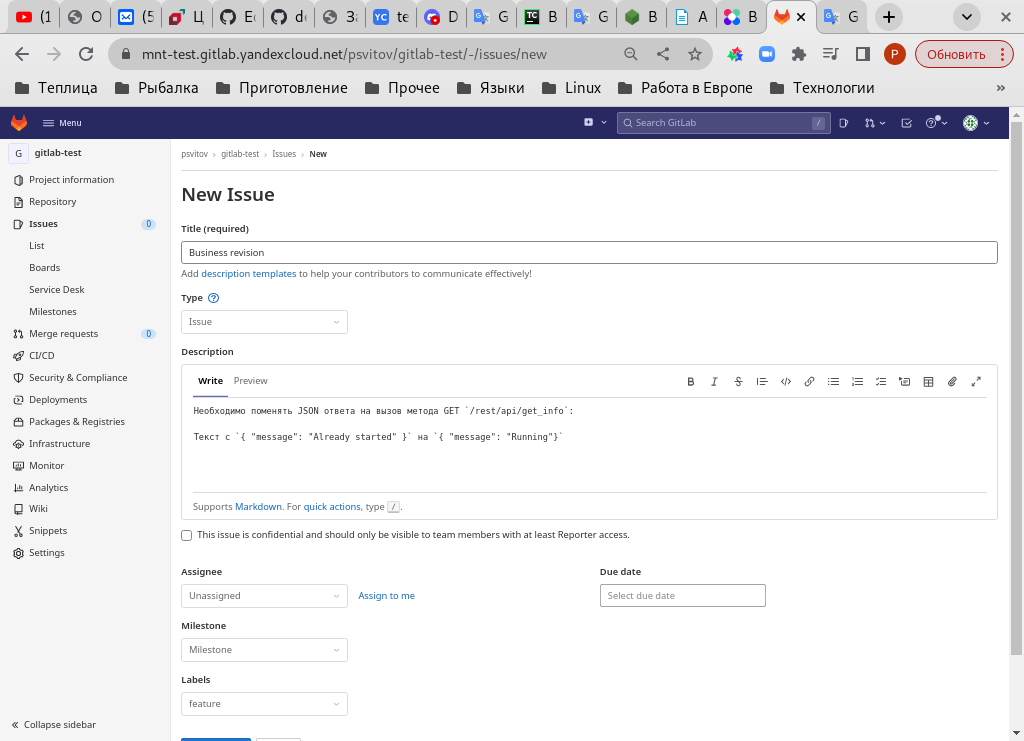 (1
О
(5
Ц
Ec
de
За
YC te
D
G
TC B
G
B
A
B
G
mnt-test.gitlab.yandexcloud.net/psvitov/gitlab-test/-/issues/new
P
Обновить
Теплица Рыбалка Приготовление Прочее Языки Linux Работа в Европе Технологии »
Menu
Search GitLab /
G gitlab-test
Project information
Repository
Issues 0
List
Boards
Service Desk
Milestones
Merge requests 0
CI/CD
Security & Compliance
Deployments
Packages & Registries
Infrastructure
Monitor
Analytics
Wiki
Snippets
Settings
« Collapse sidebar
psvitov › gitlab-test › Issues › New
New Issue
Title (required)
Business revision
Add description templates to help your contributors to communicate effectively!
Type ?
Issue
Description
Write Preview
B I S
Необходимо поменять JSON ответа на вызов метода GET `/rest/api/get_info`:
Текст с `{ "message": "Already started" }` на `{ "message": "Running"}`
Supports Markdown. For quick actions, type /.
This issue is confidential and should only be visible to team members with at least Reporter access.
Assignee
Unassigned
Assign to me
Due date
Select due date
Milestone
Milestone
Labels
feature